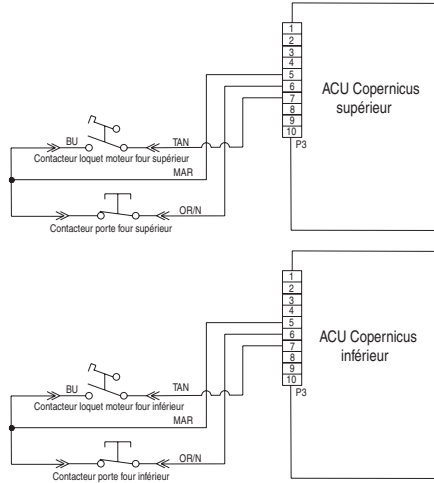 1
2
3
4
5
6
7
8
9
10
P3
ACU Copernicus
supérieur
BU
TAN
Contacteur loquet moteur four supérieur
MAR
OR/N
Contacteur porte four supérieur
1
2
3
4
5
6
7
8
9
10
P3
ACU Copernicus
inférieur
BU
TAN
Contacteur loquet moteur four inférieur
MAR
OR/N
Contacteur porte four inférieur